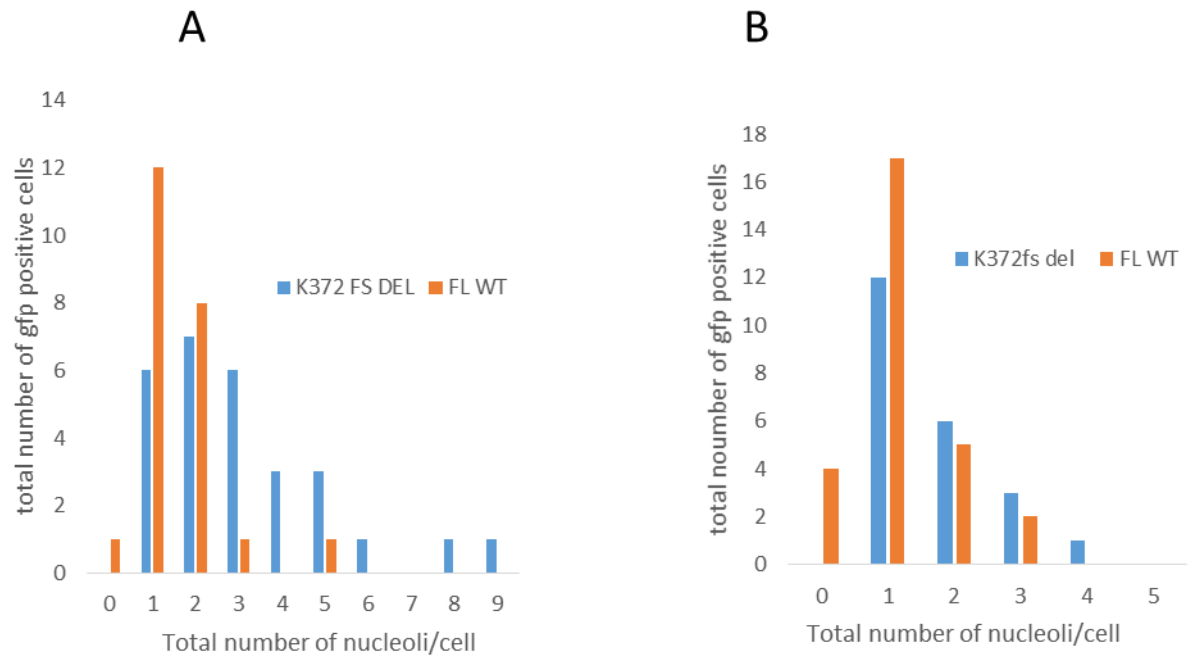 A
14
12
10
8
6
4
2
0
total number of gfp positive cells
K372 FS DEL FL WT
0 1 2 3 4 5 6 7 8 9
Total number of nucleoli/cell
B
18
16
14
12
10
8
6
4
2
0
total noumber of gfp positive cells
K372fs del FL WT
0 1 2 3 4 5
Total number of nucleoli/cell